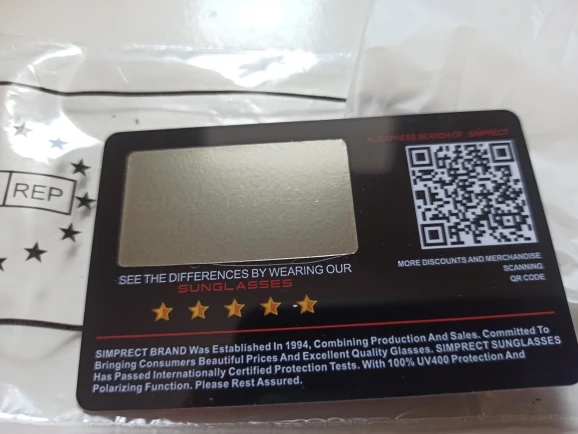 REP
ALIEXPRESS SEARCH OF SIMPRECT
MORE DISCOUNTS AND MERCHANDISE
SCANNING
QR CODE
SEE THE DIFFERENCES BY WEARING OUR
SUNGLASSES
SIMPRECT BRAND Was Established In 1994, Combining Production And Sales. Committed To
Bringing Consumers Beautiful Prices And Excellent Quality Glasses. SIMPRECT SUNGLASSES
Has Passed Internationally Certified Protection Tests. With 100% UV400 Protection And
Polarizing Function. Please Rest Assured.